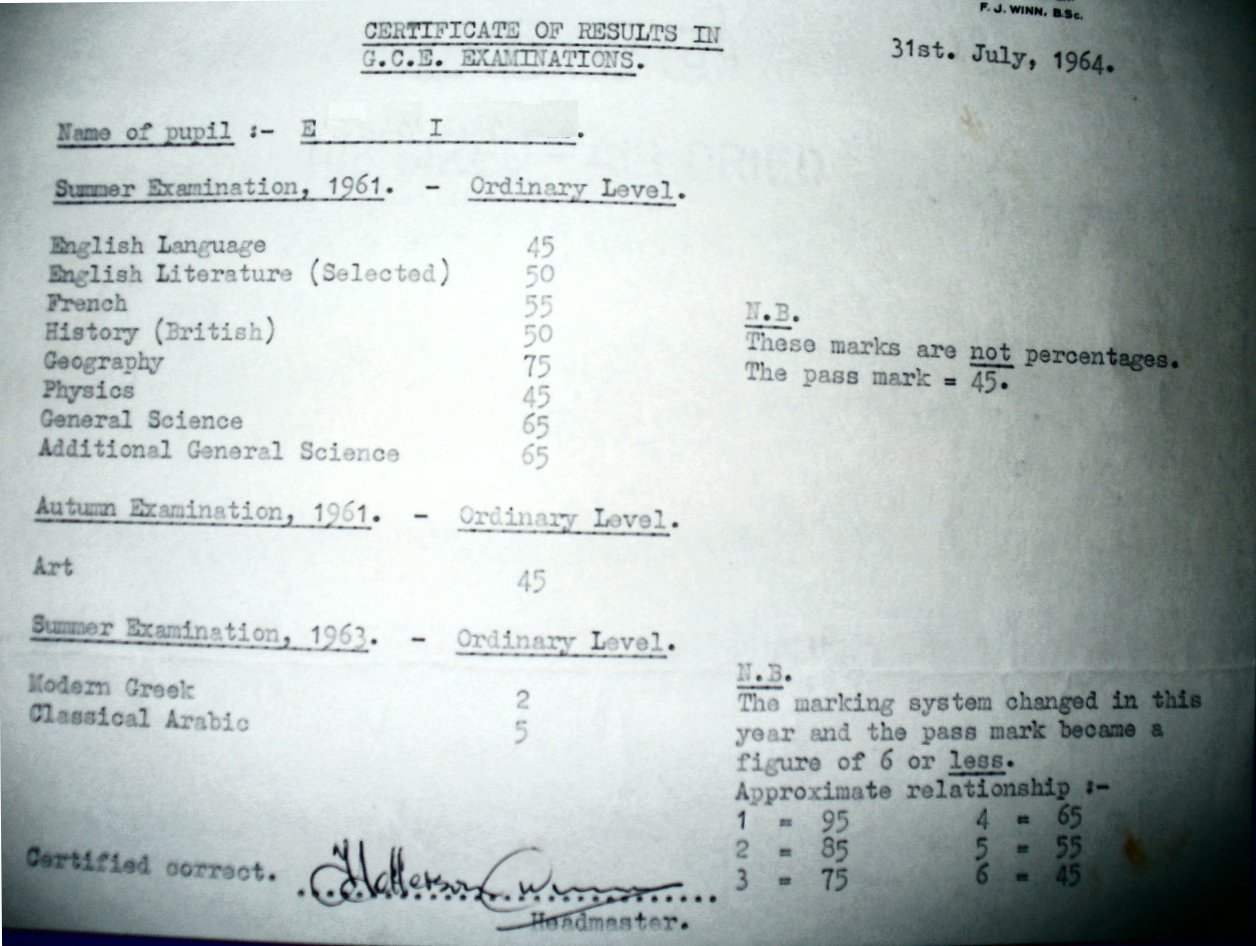 F. J. WINN, B.Sc.
CERTIFICATE OF RESULTS IN
G.C.E. EXAMINATIONS.
31st. July, 1964.
Name of pupil :- E I .
Summer Examination, 1961. - Ordinary Level.
English Language 45
English Literature (Selected) 50
French 55
History (British) 50
Geography 75
Physics 45
General Science 65
Additional General Science 65
N.B.
These marks are not percentages.
The pass mark = 45.
Autumn Examination, 1961. - Ordinary Level.
Art 45
Summer Examination, 1963. - Ordinary Level.
Modern Greek 2
Classical Arabic 5
N.B.
The marking system changed in this
year and the pass mark became a
figure of 6 or less.
Approximate relationship :-
1 = 95 4 = 65
2 = 85 5 = 55
3 = 75 6 = 45
Certified correct.
Headmaster.